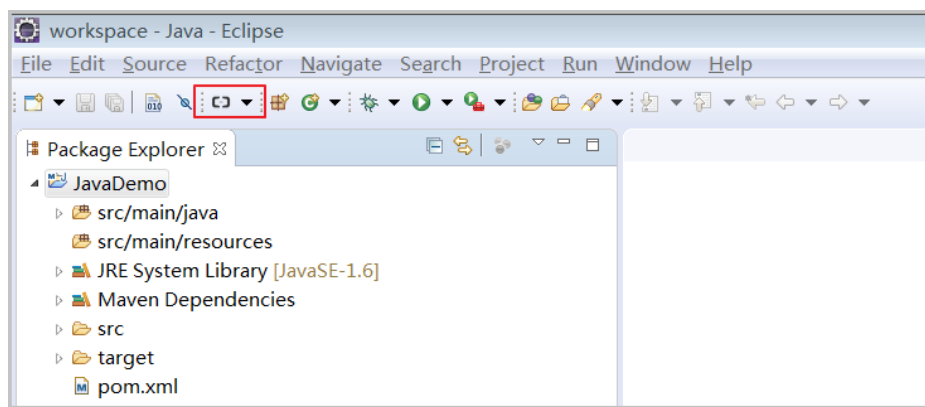 workspace - Java - Eclipse
File Edit Source Refactor Navigate Search Project Run Window Help
010
Package Explorer
JavaDemo
src/main/java
src/main/resources
JRE System Library [JavaSE-1.6]
Maven Dependencies
src
target
M pom.xml